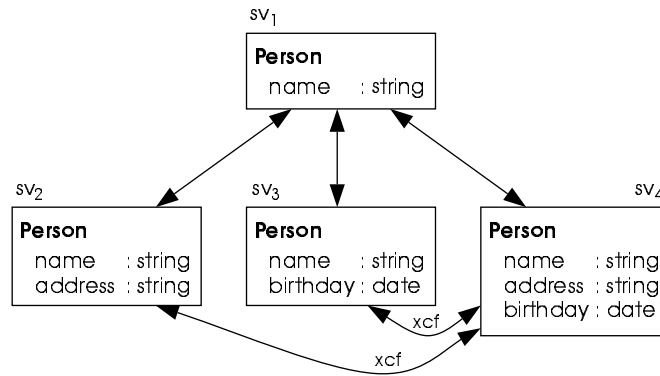 sv1
Person
name : string
sv2
sv3
sv4
Person
name : string
address : string
Person
name : string
birthday : date
Person
name : string
address : string
birthday : date
xcf
xcf